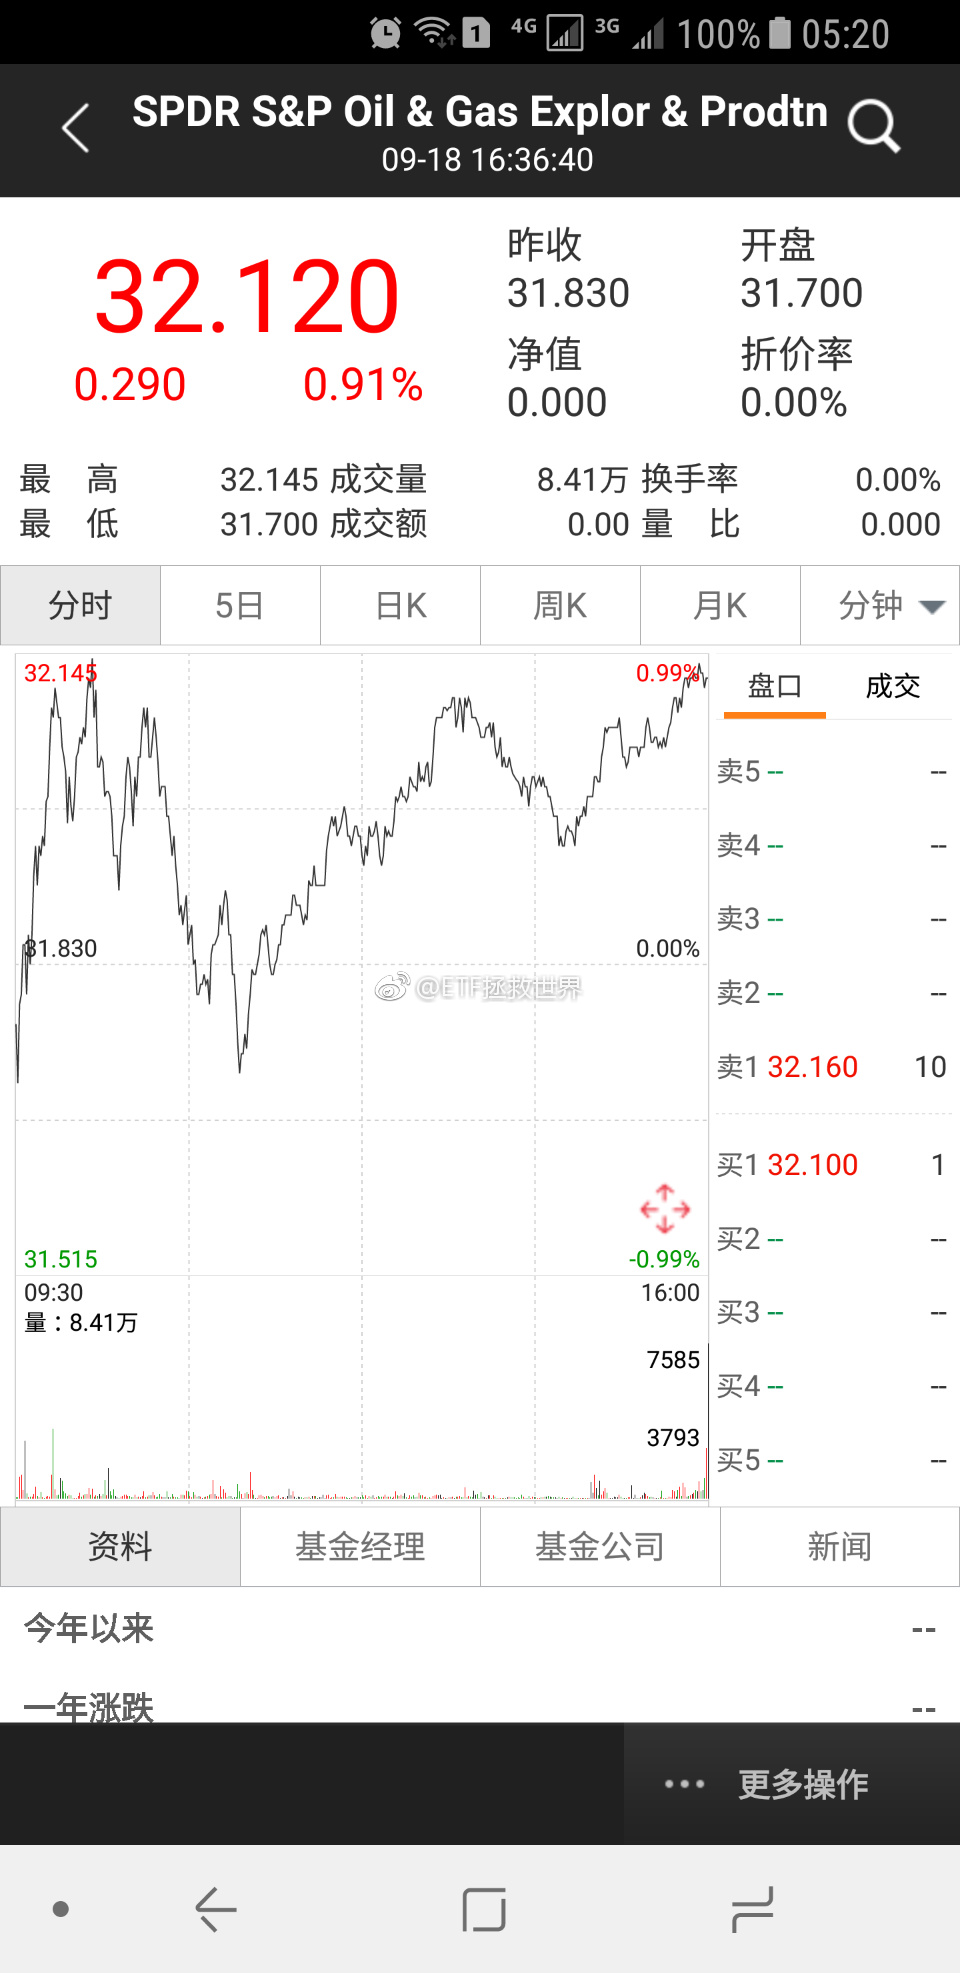 1 4G 3G 100% 05:20
SPDR S&P Oil & Gas Explor & Prodtn
09-18 16:36:40
32.120
0.290 0.91%
昨收 开盘
31.830 31.700
净值 折价率
0.000 0.00%
最高 32.145 成交量 8.41万 换手率 0.00%
最低 31.700 成交额 0.00 量比 0.000
分时 5日 日K 周K 月K 分钟
32.145 0.99%
31.830 0.00%
@ETF拯救世界
31.515 -0.99%
09:30 16:00
量：8.41万
7585
3793
盘口 成交
卖5 -- --
卖4 -- --
卖3 -- --
卖2 -- --
卖1 32.160 10
买1 32.100 1
买2 -- --
买3 -- --
买4 -- --
买5 -- --
资料 基金经理 基金公司 新闻
今年以来 --
一年涨跌 --
更多操作